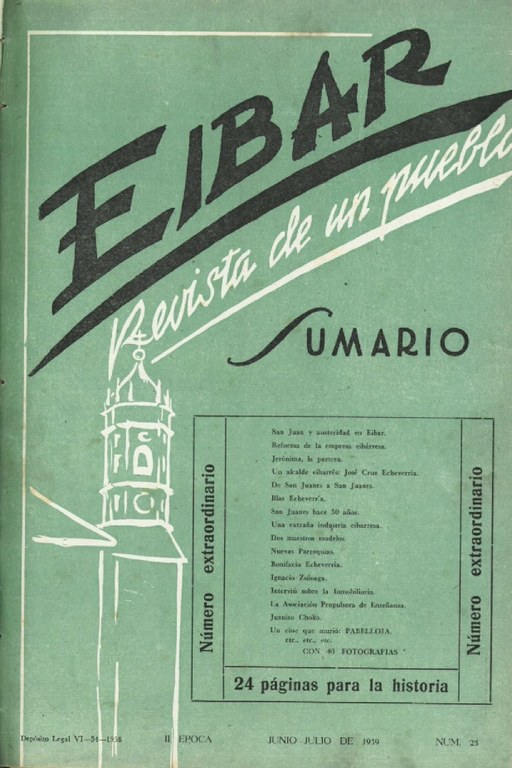 EIBAR
Revista de un pueblo
SUMARIO
San Juan y austeridad en Eibar.
Reforma de la empresa eibarresa.
Jerónima, la partera.
Un alcalde eibarrés: José Cruz Echeverría.
De San Juanes a San Juanes.
Blas Echeverría.
San Juanes hace 50 años.
Una extraña industria eibarresa.
Dos maestros modelos.
Nuevas Parroquias.
Bonifacio Echeverría.
Ignacio Zuloaga.
Interviú sobre la Inmobiliaria.
La Asociación Propulsora de Enseñanza.
Juanito Choko.
Un cine que murió: PABELLOIA.
etc., etc., etc.
CON 40 FOTOGRAFIAS
Número extraordinario
Número extraordinario
24 páginas para la historia
Depósito Legal VI-54-1958
II EPOCA
JUNIO-JULIO DE 1959
NUM. 25